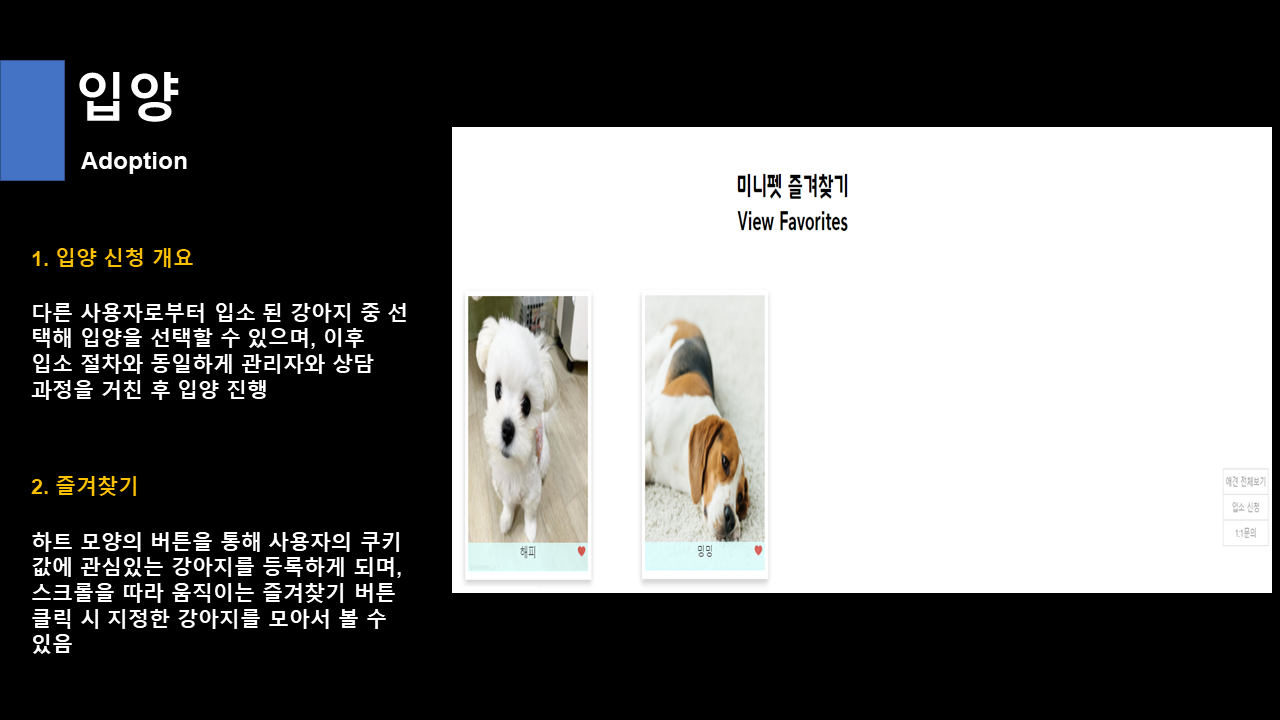 입양
Adoption
1. 입양 신청 개요
다른 사용자로부터 입소 된 강아지 중 선
택해 입양을 선택할 수 있으며, 이후
입소 절차와 동일하게 관리자와 상담
과정을 거친 후 입양 진행
2. 즐겨찾기
하트 모양의 버튼을 통해 사용자의 쿠키
값에 관심있는 강아지를 등록하게 되며,
스크롤을 따라 움직이는 즐겨찾기 버튼
클릭 시 지정한 강아지를 모아서 볼 수
있음
미니펫 즐겨찾기
View Favorites
해피
밍밍
애견 전체보기
입소 신청
1:1문의